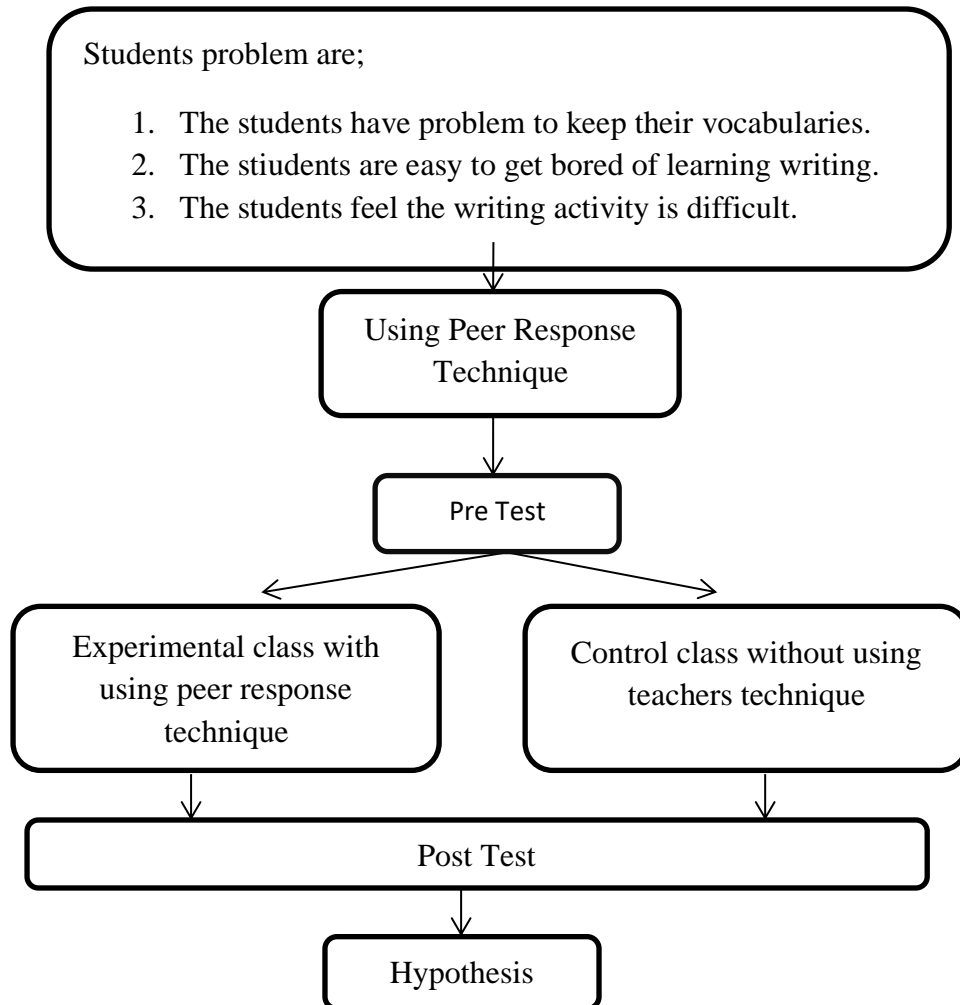 Students problem are;
1. The students have problem to keep their vocabularies.
2. The stiudents are easy to get bored of learning writing.
3. The students feel the writing activity is difficult.
Using Peer Response
Technique
Pre Test
Experimental class with
using peer response
technique
Control class without using
teachers technique
Post Test
Hypothesis